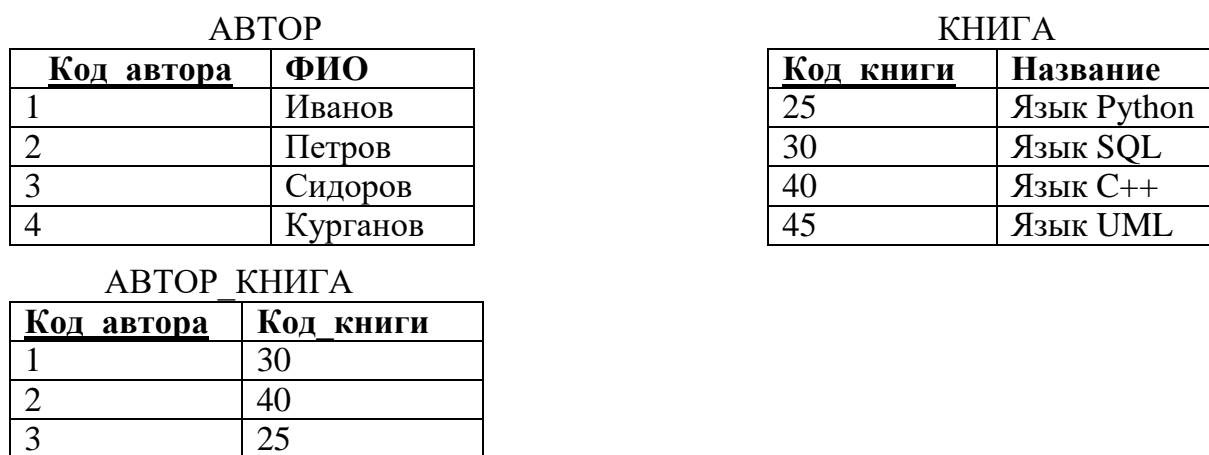 АВТОР
Код_автора ФИО
1 Иванов
2 Петров
3 Сидоров
4 Курганов
КНИГА
Код_книги Название
25 Язык Python
30 Язык SQL
40 Язык C++
45 Язык UML
АВТОР_КНИГА
Код_автора Код_книги
1 30
2 40
3 25